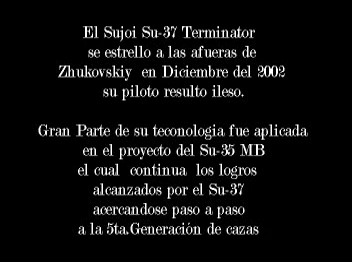 El Sujoi Su-37 Terminator
se estrello a las afueras de
Zhukovskiy en Diciembre del 2002
su piloto resulto ileso.
Gran Parte de su teconologia fue aplicada
en el proyecto del Su-35 MB
el cual continua los logros
alcanzados por el Su-37
acercandose paso a paso
a la 5ta.Generación de cazas